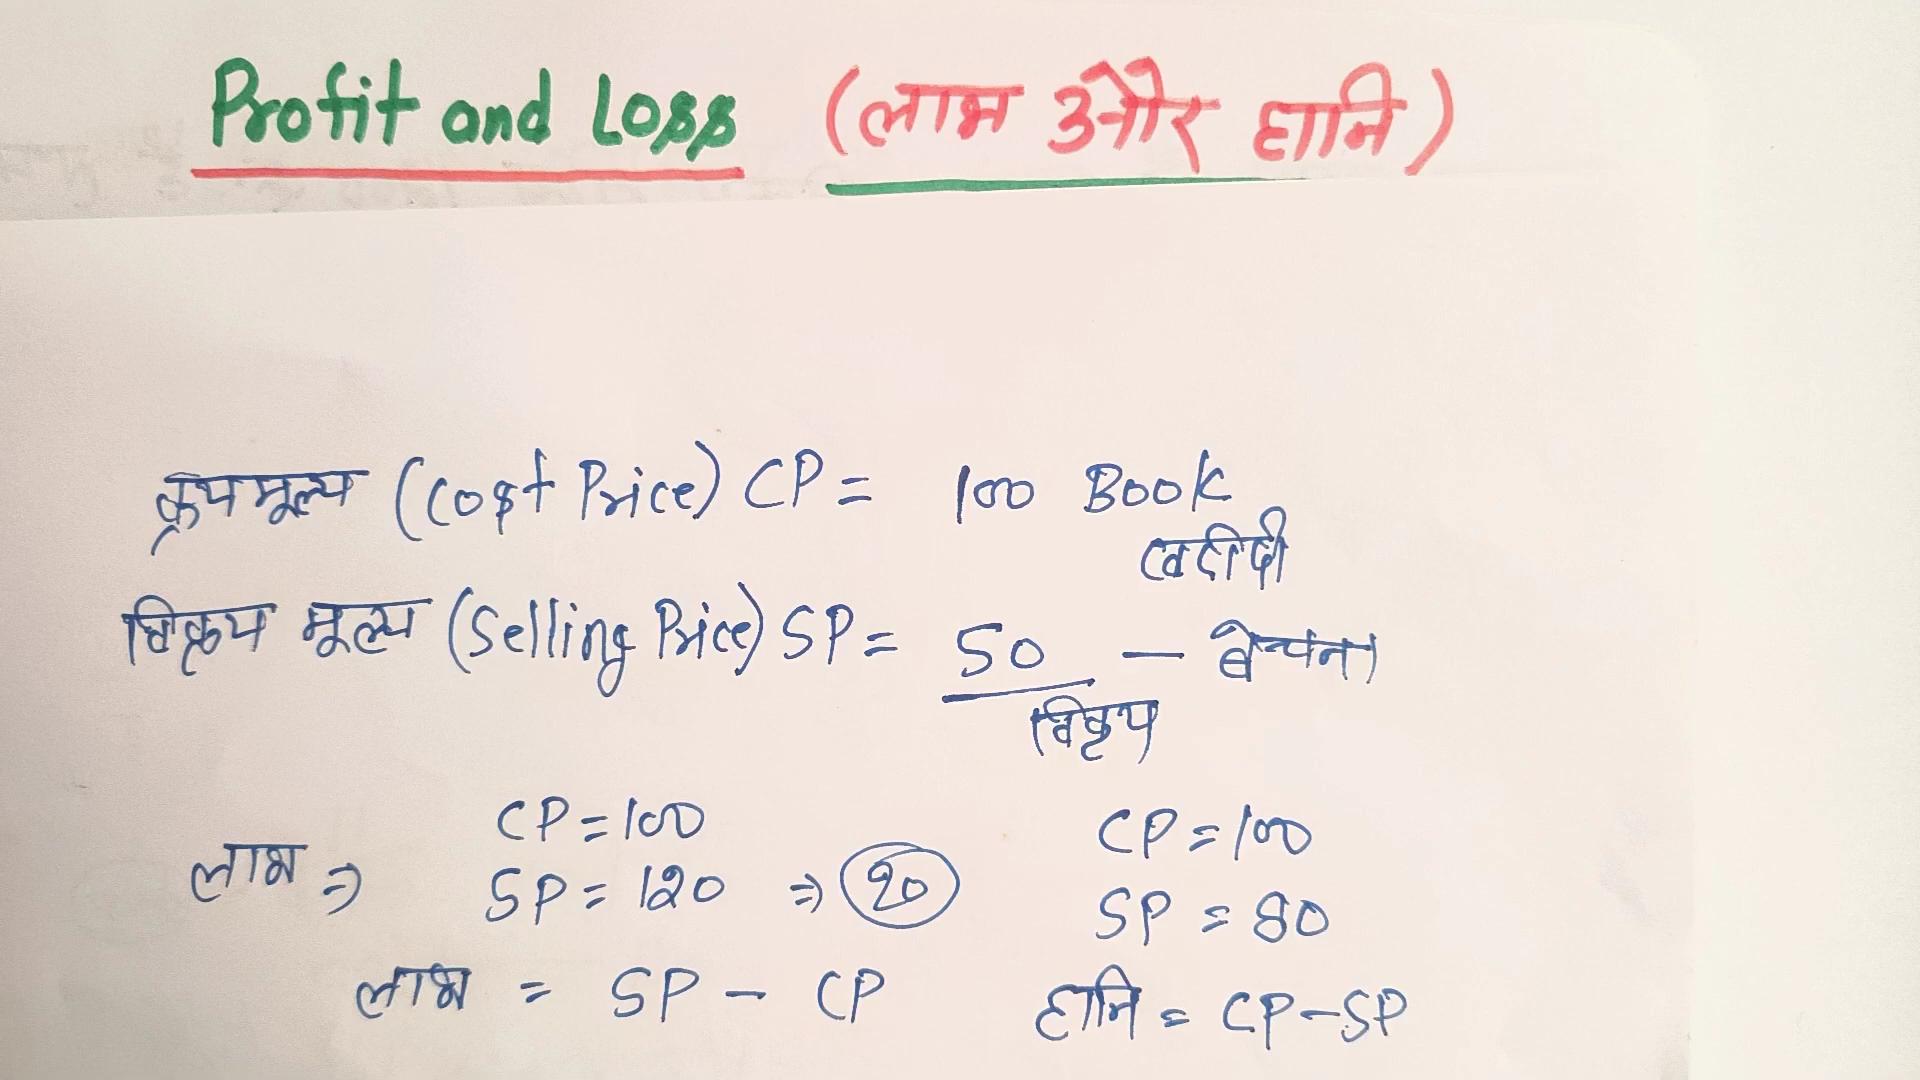 Profit and Loss (लाभ और हानि)
क्रयमूल्य (Cost Price) CP = 100 Book
खरीदी
विक्रय मूल्य (Selling Price) SP = 50 - बेचना
विक्रय
CP = 100
लाभ ⇒ SP = 120 ⇒ 20
लाभ = SP - CP
CP = 100
SP = 80
हानि = CP - SP